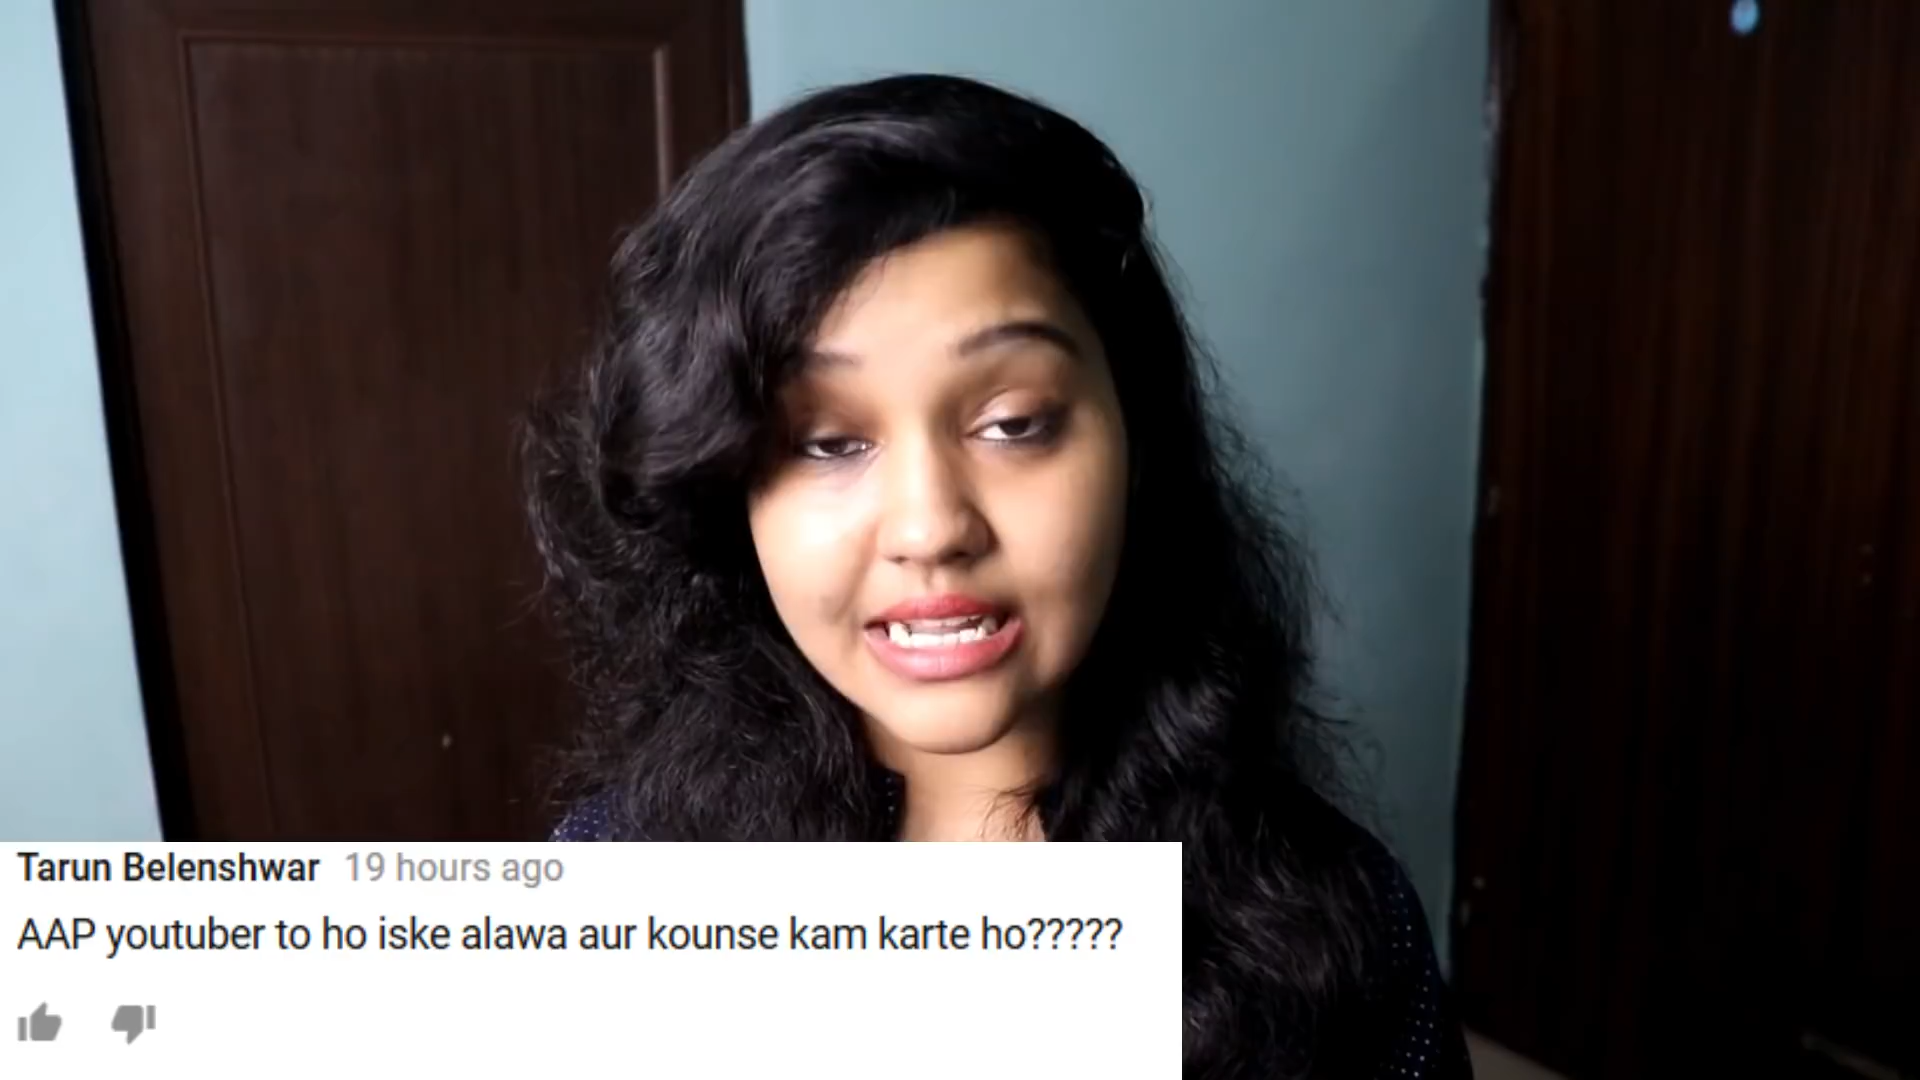 Tarun Belenshwar 19 hours ago
AAP youtuber to ho iske alawa aur kounse kam karte ho?????